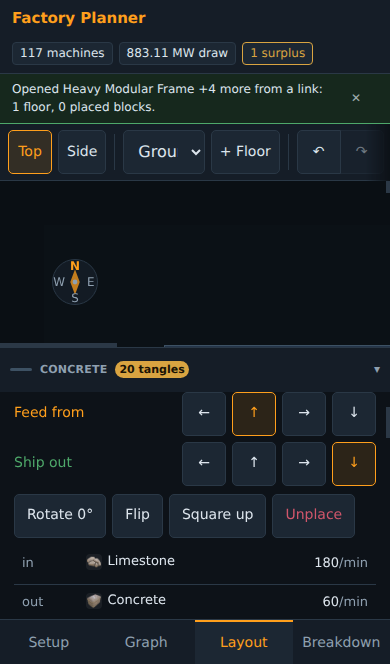 Factory Planner
117 machines 883.11 MW draw 1 surplus
Opened Heavy Modular Frame +4 more from a link:
1 floor, 0 placed blocks. ×
Top Side Grou + Floor ↶ ↷
N
W E
S
CONCRETE 20 tangles ▾
Feed from ← ↑ → ↓
Ship out ← ↑ → ↓
Rotate 0° Flip Square up Unplace
in Limestone 180/min
out Concrete 60/min
Setup Graph Layout Breakdown